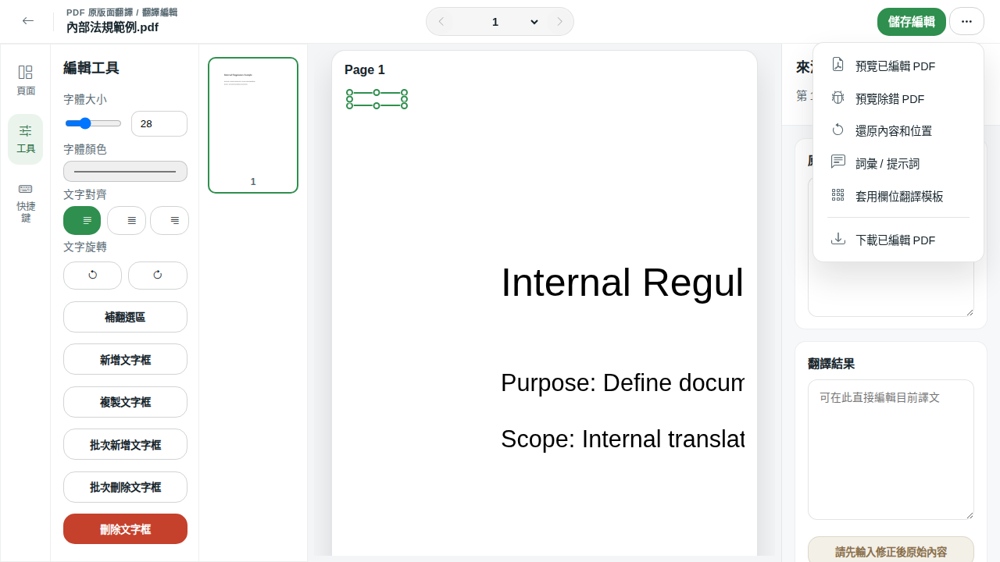 PDF 原版面翻譯 / 翻譯編輯
內部法規範例.pdf
1
儲存編輯
頁面
工具
快捷
鍵
編輯工具
字體大小
28
字體顏色
文字對齊
文字旋轉
補翻選區
新增文字框
複製文字框
批次新增文字框
批次刪除文字框
刪除文字框
1
Page 1
Internal Regul
Purpose: Define docum
Scope: Internal translat
預覽已編輯 PDF
預覽除錯 PDF
還原內容和位置
詞彙 / 提示詞
套用欄位翻譯模板
下載已編輯 PDF
翻譯結果
可在此直接編輯目前譯文
請先輸入修正後原始內容